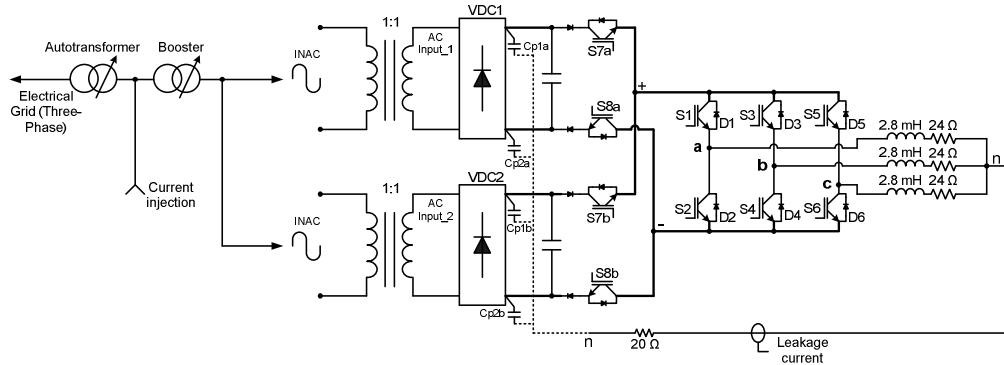 Autotransformer
Booster
Electrical
Grid (Three-
Phase)
Current
injection
INAC
1:1
AC
Input_1
VDC1
Cp1a
Cp2a
S7a
S8a
INAC
1:1
AC
Input_2
VDC2
Cp1b
Cp2b
S7b
S8b
+
-
S1
D1
S3
D3
S5
D5
a
b
c
S2
D2
S4
D4
S6
D6
2.8 mH
24 Ω
2.8 mH
24 Ω
2.8 mH
24 Ω
n
n
20 Ω
Leakage
current